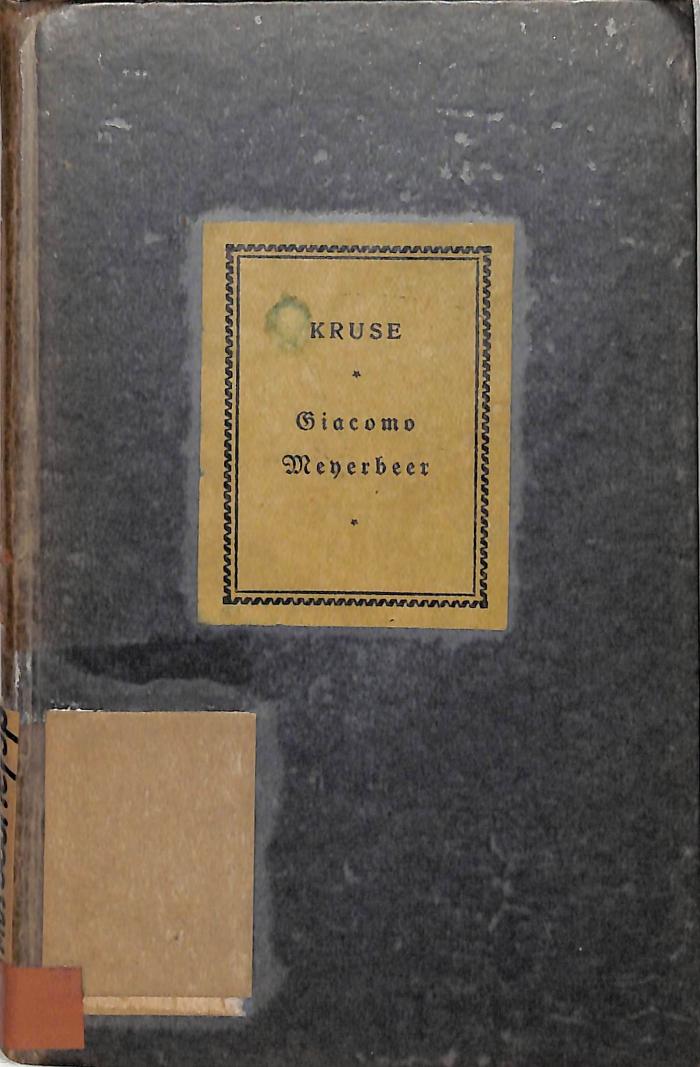 KRUSE
*
Giacomo
Meyerbeer
*